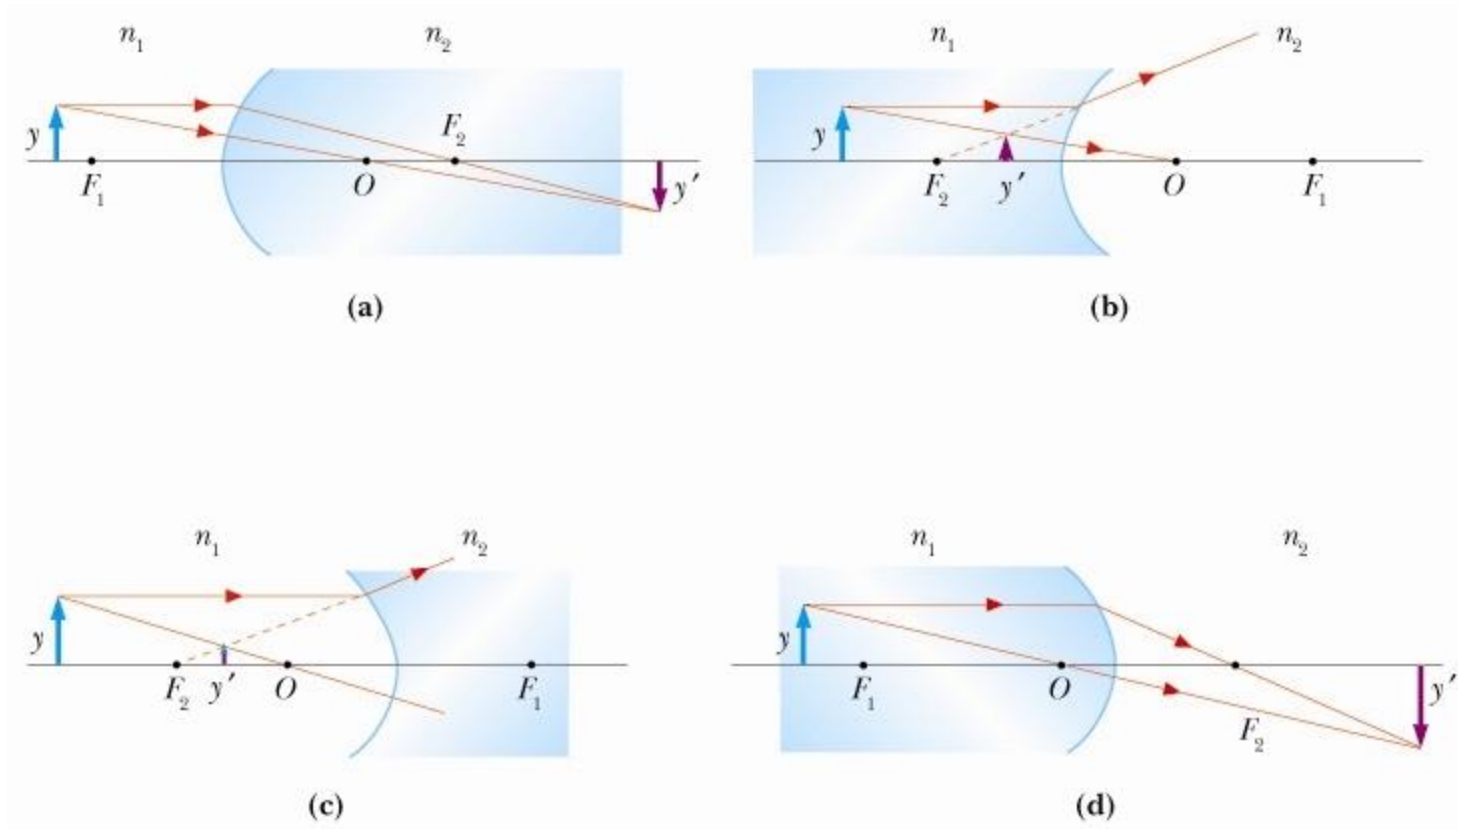 n₁ n₂ n₁ n₂
y F₂ y
F₁ O y′ F₂ y′ O F₁
(a) (b)
n₁ n₂ n₁ n₂
y y
F₂ y′ O F₁ F₁ O y′
F₂
(c) (d)